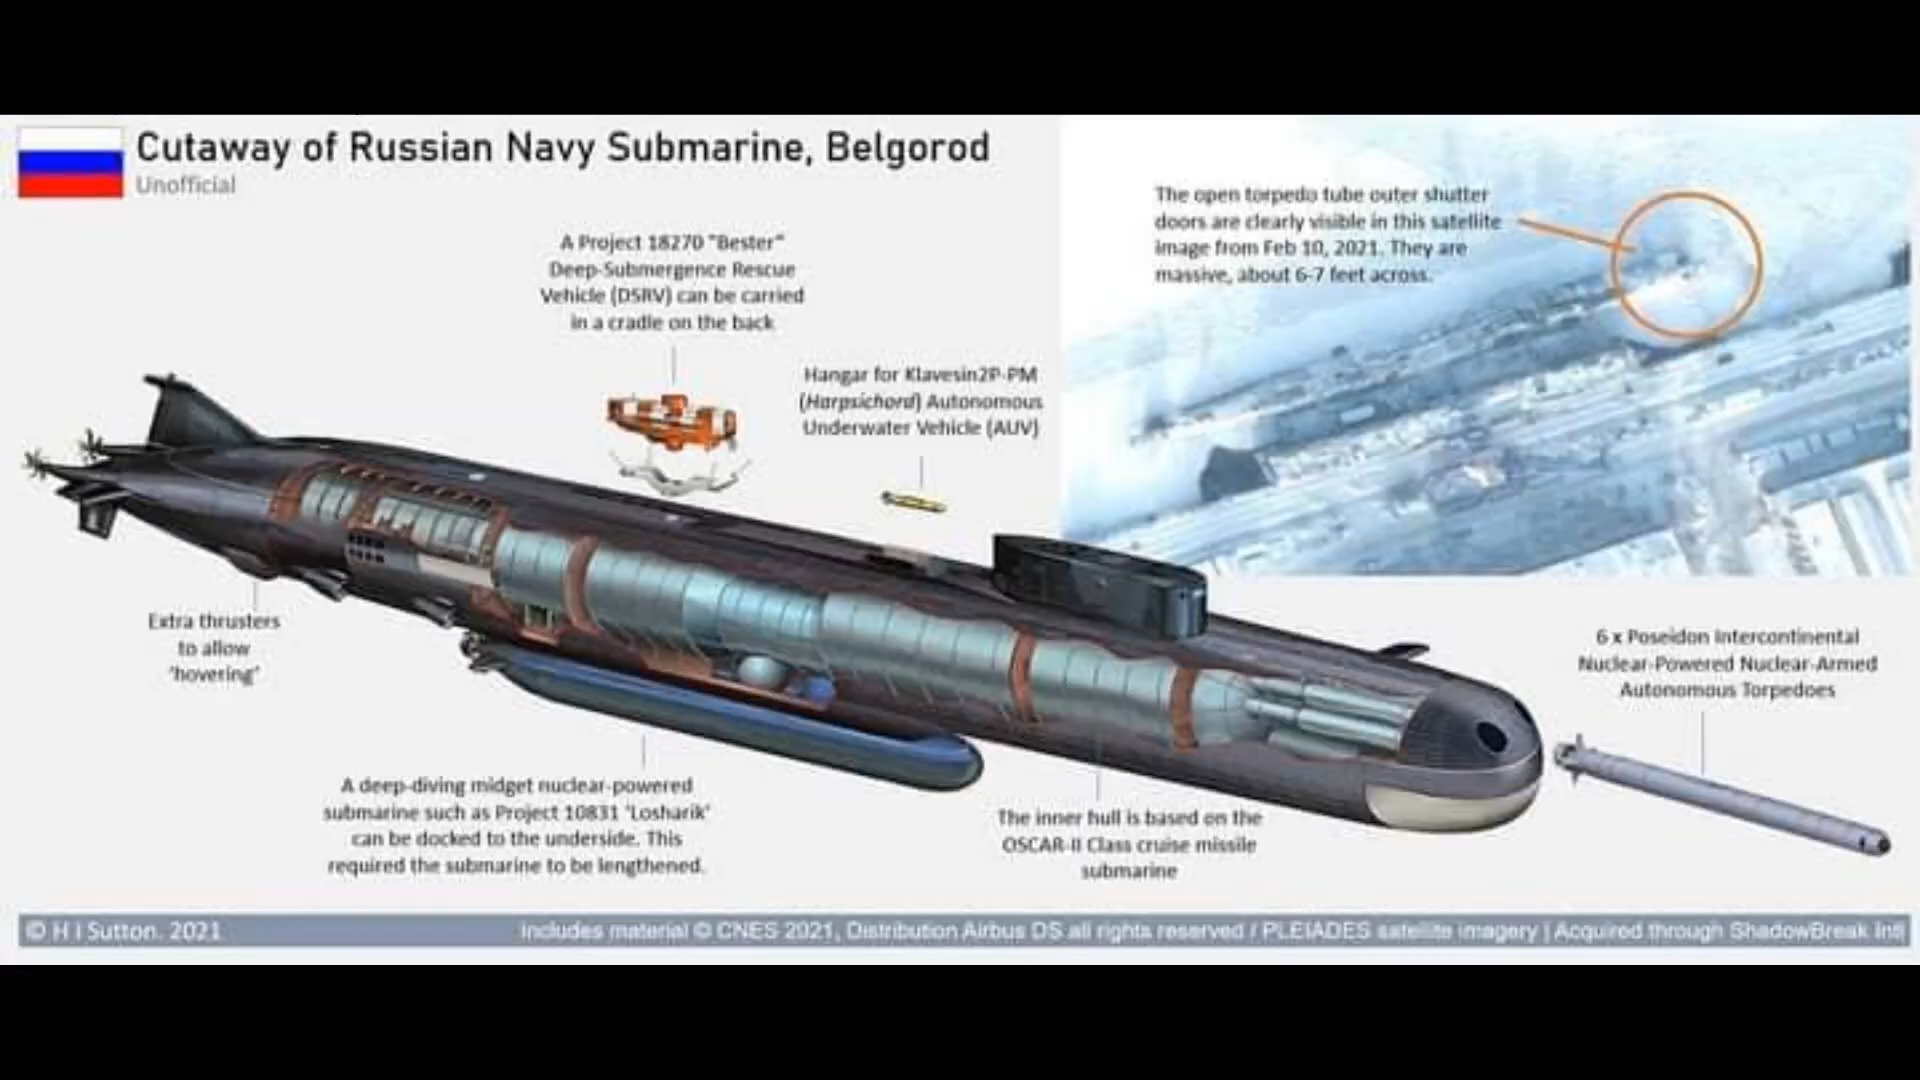 Cutaway of Russian Navy Submarine, Belgorod
Unofficial
The open torpedo tube outer shutter
doors are clearly visible in this satellite
image from Feb 10, 2021. They are
massive, about 6-7 feet across.
A Project 18270 "Bester"
Deep-Submergence Rescue
Vehicle (DSRV) can be carried
in a cradle on the back
Hangar for Klavesin2P-PM
(Harpsichord) Autonomous
Underwater Vehicle (AUV)
Extra thrusters
to allow
'hovering'
6 x Poseidon Intercontinental
Nuclear-Powered Nuclear-Armed
Autonomous Torpedoes
A deep-diving midget nuclear-powered
submarine such as Project 10831 'Losharik'
can be docked to the underside. This
required the submarine to be lengthened.
The inner hull is based on the
OSCAR-II Class cruise missile
submarine
© H I Sutton. 2021
Includes material © CNES 2021, Distribution Airbus DS all rights reserved / PLEIADES satellite imagery | Acquired through ShadowBreak Intl